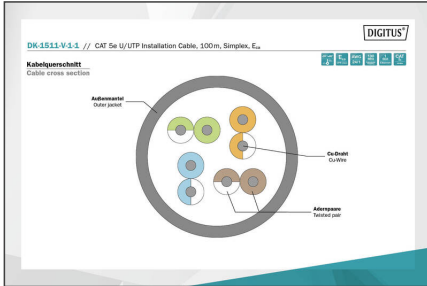 DIGITUS®
DK-1511-V-1-1 // CAT 5e U/UTP Installation Cable, 100m, Simplex, Eca
Kabelquerschnitt
Cable cross section
Außenmantel
Outer jacket
Cu-Draht
Cu-Wire
Aderspaare
Twisted pair